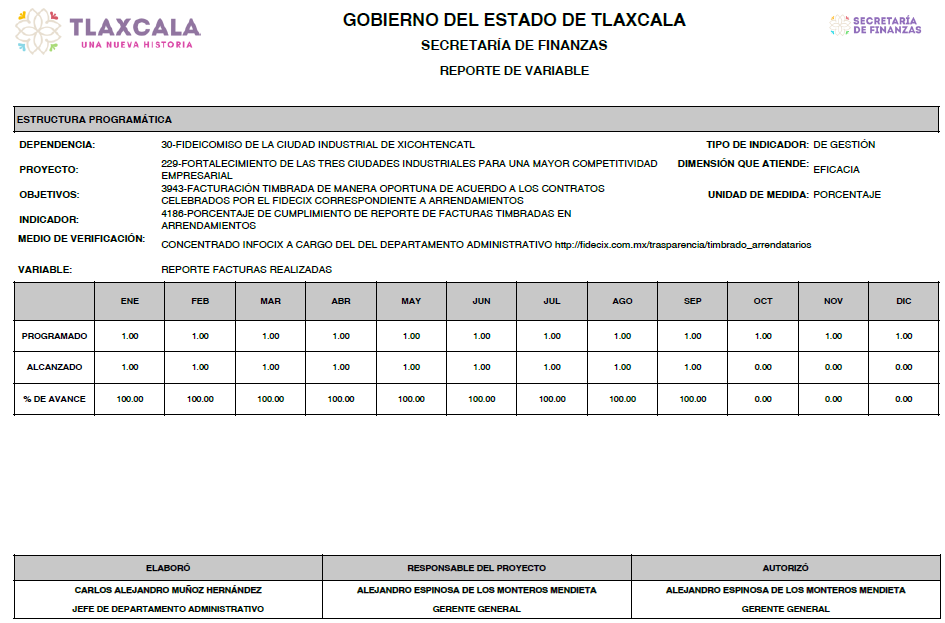 TLAXCALA
UNA NUEVA HISTORIA
GOBIERNO DEL ESTADO DE TLAXCALA
SECRETARÍA DE FINANZAS
REPORTE DE VARIABLE
SECRETARÍA
DE FINANZAS
ESTRUCTURA PROGRAMÁTICA
DEPENDENCIA: 30-FIDEICOMISO DE LA CIUDAD INDUSTRIAL DE XICOHTENCATL TIPO DE INDICADOR: DE GESTIÓN
PROYECTO: 229-FORTALECIMIENTO DE LAS TRES CIUDADES INDUSTRIALES PARA UNA MAYOR COMPETITIVIDAD
EMPRESARIAL
DIMENSIÓN QUE ATIENDE: EFICACIA
OBJETIVOS: 3943-FACTURACIÓN TIMBRADA DE MANERA OPORTUNA DE ACUERDO A LOS CONTRATOS
CELEBRADOS POR EL FIDECIX CORRESPONDIENTE A ARRENDAMIENTOS
UNIDAD DE MEDIDA: PORCENTAJE
INDICADOR: 4186-PORCENTAJE DE CUMPLIMIENTO DE REPORTE DE FACTURAS TIMBRADAS EN
ARRENDAMIENTOS
MEDIO DE VERIFICACIÓN: CONCENTRADO INFOCIX A CARGO DEL DEL DEPARTAMENTO ADMINISTRATIVO http://fidecix.com.mx/trasparencia/timbrado_arrendatarios
VARIABLE: REPORTE FACTURAS REALIZADAS
ENE FEB MAR ABR MAY JUN JUL AGO SEP OCT NOV DIC
PROGRAMADO 1.00 1.00 1.00 1.00 1.00 1.00 1.00 1.00 1.00 1.00 1.00 1.00
ALCANZADO 1.00 1.00 1.00 1.00 1.00 1.00 1.00 1.00 1.00 0.00 0.00 0.00
% DE AVANCE 100.00 100.00 100.00 100.00 100.00 100.00 100.00 100.00 100.00 0.00 0.00 0.00
ELABORÓ RESPONSABLE DEL PROYECTO AUTORIZÓ
CARLOS ALEJANDRO MUÑOZ HERNÁNDEZ ALEJANDRO ESPINOSA DE LOS MONTEROS MENDIETA ALEJANDRO ESPINOSA DE LOS MONTEROS MENDIETA
JEFE DE DEPARTAMENTO ADMINISTRATIVO GERENTE GENERAL GERENTE GENERAL